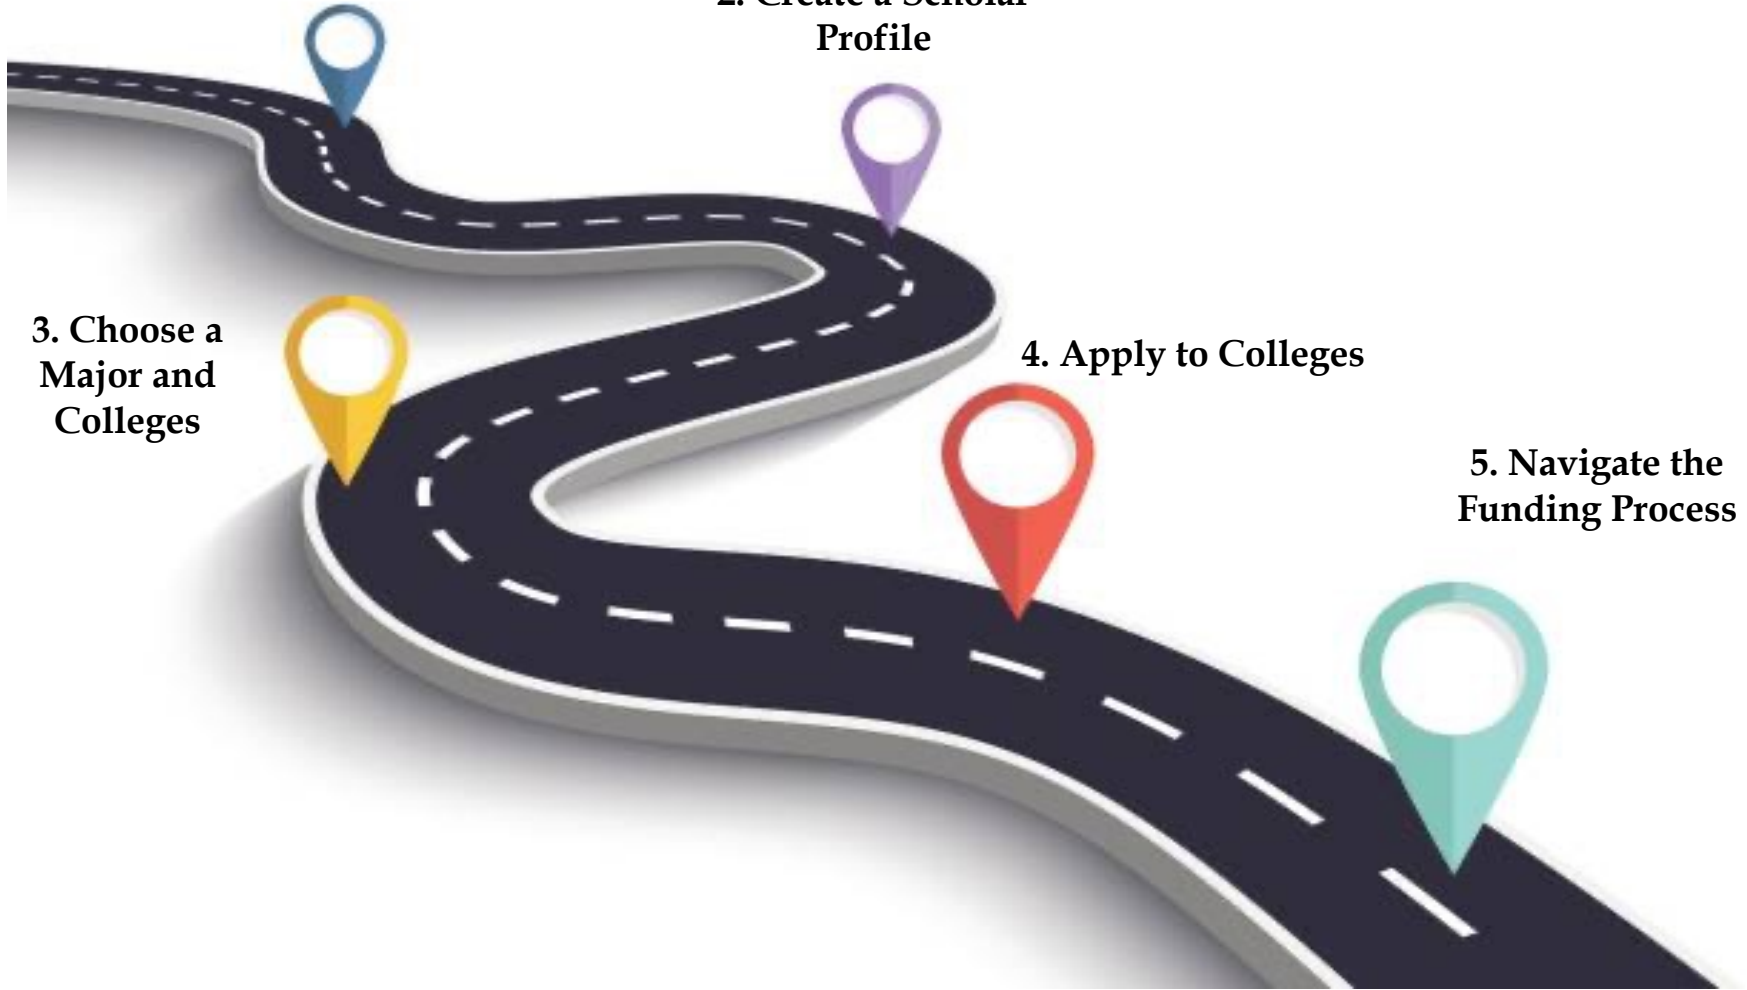 2. Create a Scholar
Profile
3. Choose a
Major and
Colleges
4. Apply to Colleges
5. Navigate the
Funding Process